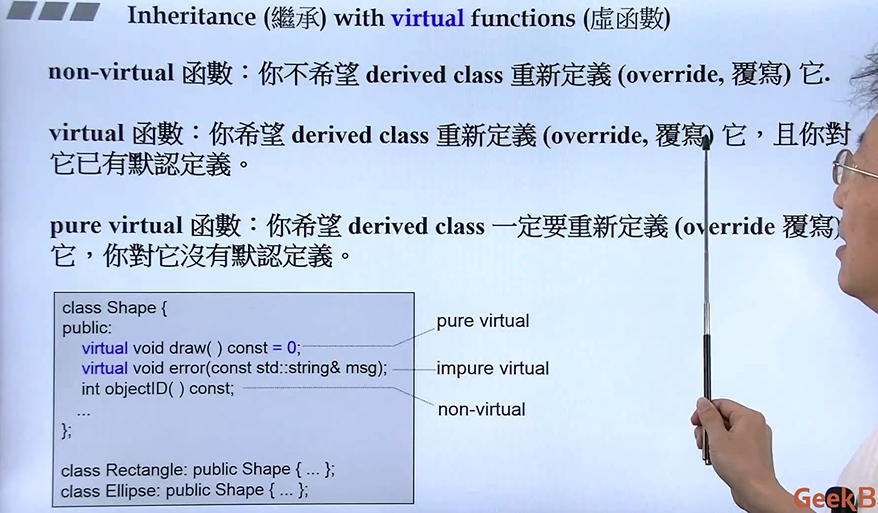 Inheritance (繼承) with virtual functions (虛函數)
non-virtual 函數：你不希望 derived class 重新定義 (override, 覆寫) 它.
virtual 函數：你希望 derived class 重新定義 (override, 覆寫) 它，且你對
它已有默認定義。
pure virtual 函數：你希望 derived class 一定要重新定義 (override 覆寫)
它，你對它沒有默認定義。
class Shape {
public:
virtual void draw( ) const = 0;
pure virtual
virtual void error(const std::string& msg);
impure virtual
int objectID( ) const;
non-virtual
...
};
class Rectangle: public Shape { ... };
class Ellipse: public Shape { ... };
GeekB